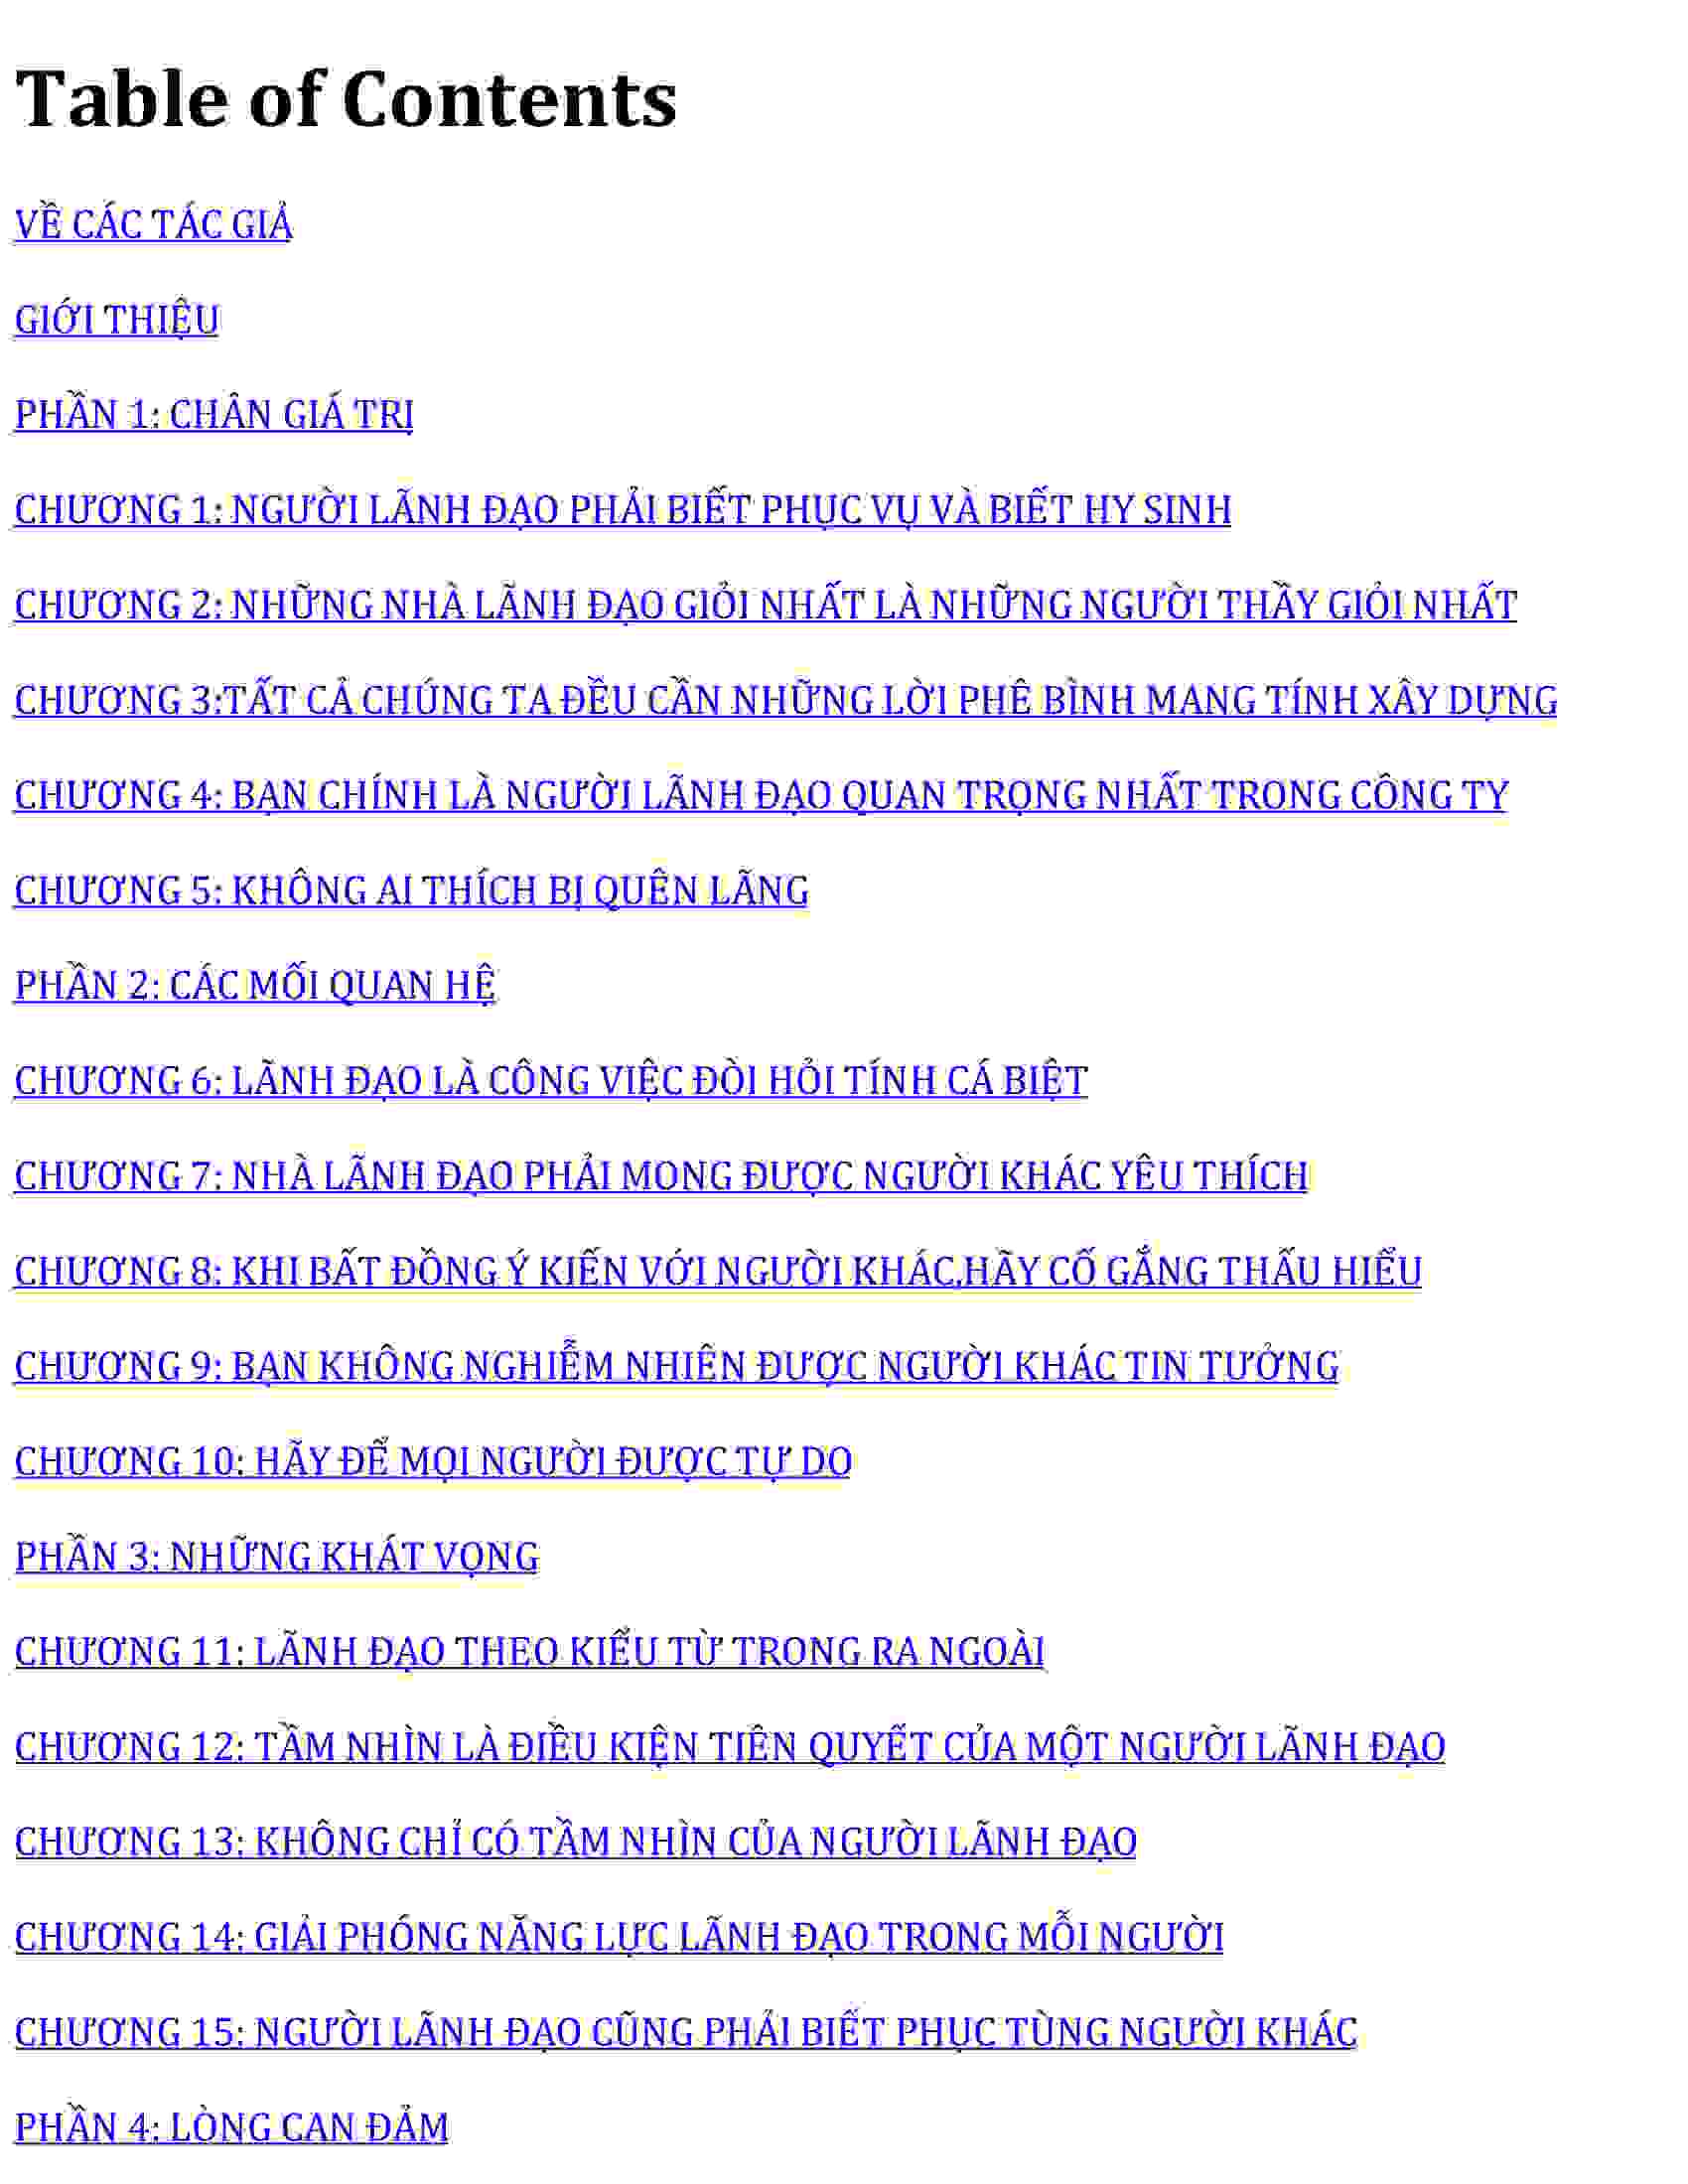 Table of Contents
VỀ CÁC TÁC GIẢ
GIỚI THIỆU
PHẦN 1: CHÂN GIÁ TRỊ
CHƯƠNG 1: NGƯỜI LÃNH ĐẠO PHẢI BIẾT PHỤC VỤ VÀ BIẾT HY SINH
CHƯƠNG 2: NHỮNG NHÀ LÃNH ĐẠO GIỎI NHẤT LÀ NHỮNG NGƯỜI THẦY GIỎI NHẤT
CHƯƠNG 3:TẤT CẢ CHÚNG TA ĐỀU CẦN NHỮNG LỜI PHÊ BÌNH MANG TÍNH XÂY DỰNG
CHƯƠNG 4: BẠN CHÍNH LÀ NGƯỜI LÃNH ĐẠO QUAN TRỌNG NHẤT TRONG CÔNG TY
CHƯƠNG 5: KHÔNG AI THÍCH BỊ QUÊN LÃNG
PHẦN 2: CÁC MỐI QUAN HỆ
CHƯƠNG 6: LÃNH ĐẠO LÀ CÔNG VIỆC ĐÒI HỎI TÍNH CÁ BIỆT
CHƯƠNG 7: NHÀ LÃNH ĐẠO PHẢI MONG ĐƯỢC NGƯỜI KHÁC YÊU THÍCH
CHƯƠNG 8: KHI BẤT ĐỒNG Ý KIẾN VỚI NGƯỜI KHÁC,HÃY CỐ GẮNG THẤU HIỂU
CHƯƠNG 9: BẠN KHÔNG NGHIỄM NHIÊN ĐƯỢC NGƯỜI KHÁC TIN TƯỞNG
CHƯƠNG 10: HÃY ĐỂ MỌI NGƯỜI ĐƯỢC TỰ DO
PHẦN 3: NHỮNG KHÁT VỌNG
CHƯƠNG 11: LÃNH ĐẠO THEO KIỂU TỪ TRONG RA NGOÀI
CHƯƠNG 12: TẦM NHÌN LÀ ĐIỀU KIỆN TIÊN QUYẾT CỦA MỘT NGƯỜI LÃNH ĐẠO
CHƯƠNG 13: KHÔNG CHỈ CÓ TẦM NHÌN CỦA NGƯỜI LÃNH ĐẠO
CHƯƠNG 14: GIẢI PHÓNG NĂNG LỰC LÃNH ĐẠO TRONG MỖI NGƯỜI
CHƯƠNG 15: NGƯỜI LÃNH ĐẠO CŨNG PHẢI BIẾT PHỤC TÙNG NGƯỜI KHÁC
PHẦN 4: LÒNG CAN ĐẢM